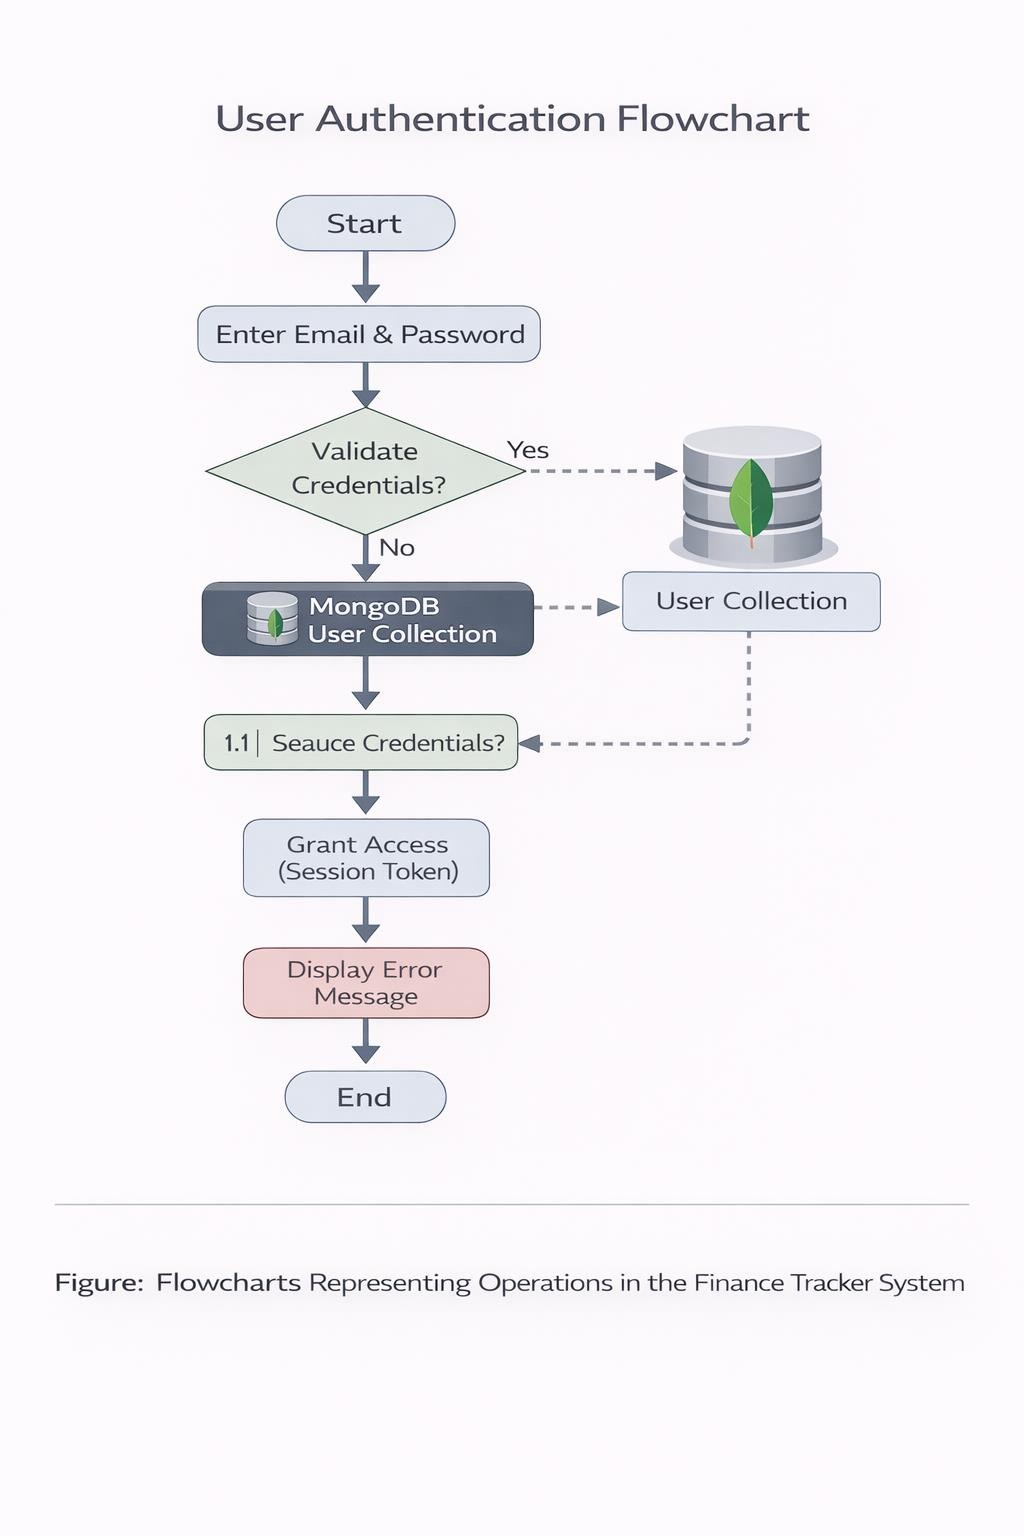 User Authentication Flowchart
Start
Enter Email & Password
Validate
Credentials?
Yes
No
MongoDB
User Collection
User Collection
1.1 | Seauce Credentials?
Grant Access
(Session Token)
Display Error
Message
End
Figure: Flowcharts Representing Operations in the Finance Tracker System